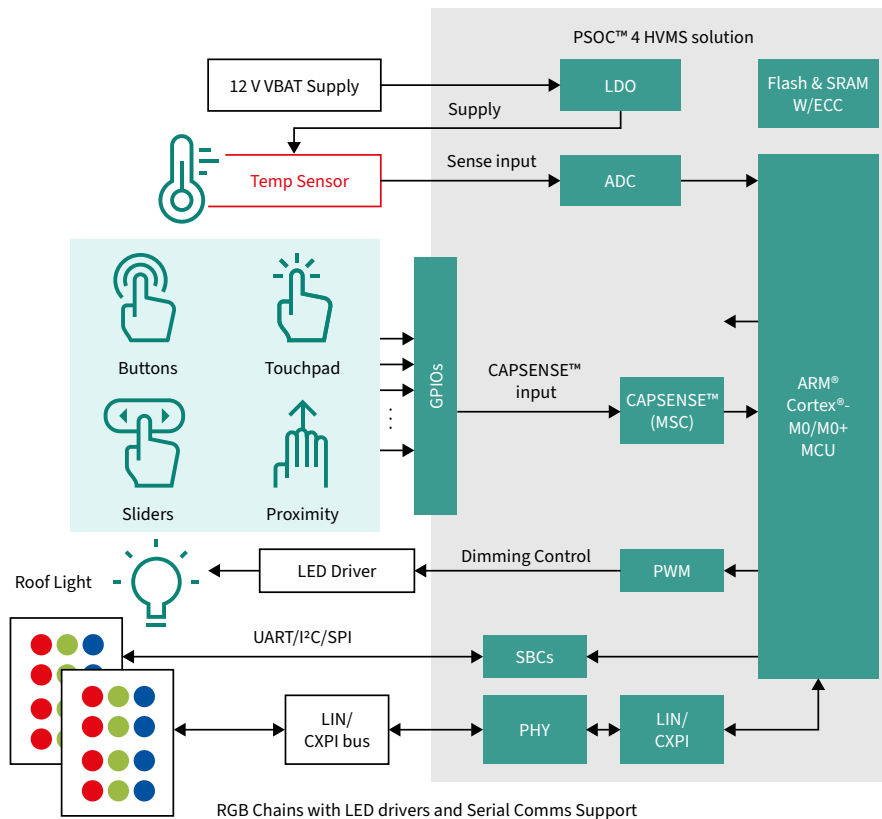 PSOC™ 4 HVMS solution
12 V VBAT Supply
LDO
Flash & SRAM
W/ECC
Supply
Temp Sensor
Sense input
ADC
Buttons
Touchpad
Sliders
Proximity
GPIOs
CAPSENSE™
input
CAPSENSE™
(MSC)
ARM®
Cortex®-
M0/M0+
MCU
Roof Light
LED Driver
Dimming Control
PWM
UART/I²C/SPI
SBCs
LIN/
CXPI bus
PHY
LIN/
CXPI
RGB Chains with LED drivers and Serial Comms Support